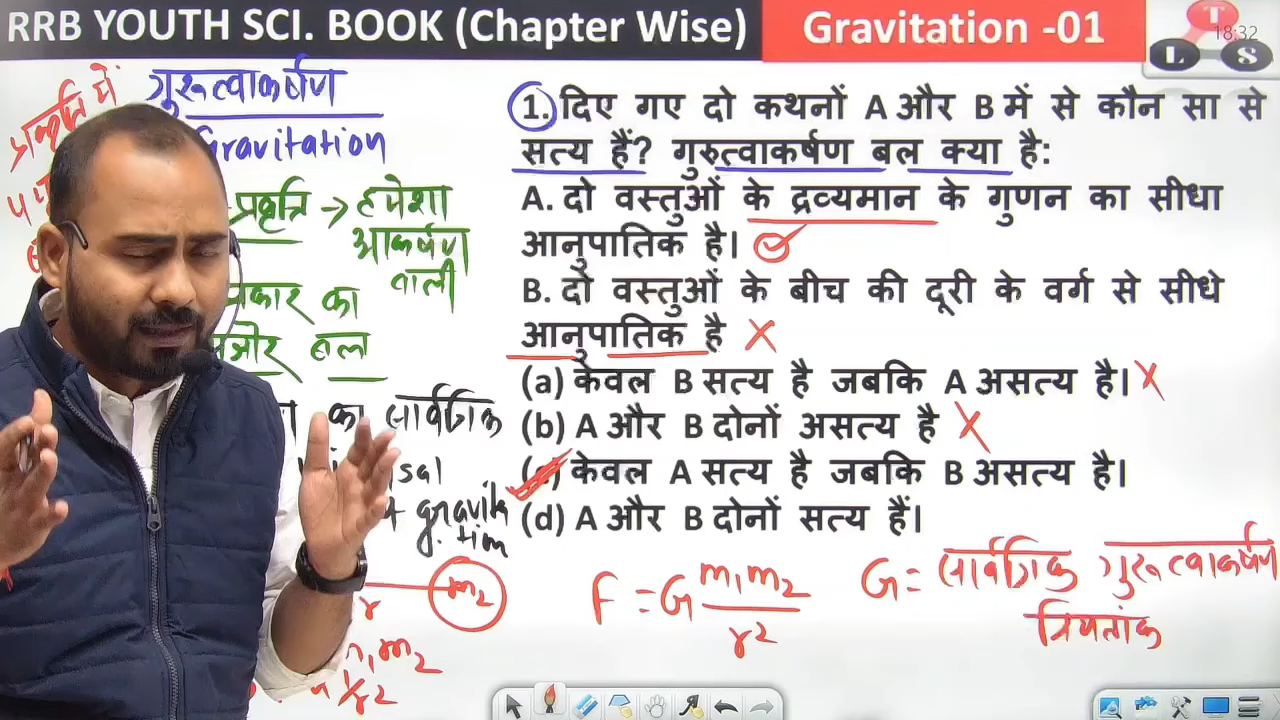 RRB YOUTH SCI. BOOK (Chapter Wise)
Gravitation -01
T
18:32
L S
प्रकृति में
गुरुत्वाकर्षण
Gravitation
प्रकृति → हमेशा
आकर्षण
वाली
का
बल
का सार्वत्रिक
m2
r
1. दिए गए दो कथनों A और B में से कौन सा से
सत्य हैं? गुरुत्वाकर्षण बल क्या है:
A. दो वस्तुओं के द्रव्यमान के गुणन का सीधा
आनुपातिक है।
B. दो वस्तुओं के बीच की दूरी के वर्ग से सीधे
आनुपातिक है
(a) केवल B सत्य है जबकि A असत्य है।
(b) A और B दोनों असत्य है
केवल A सत्य है जबकि B असत्य है।
(d) A और B दोनों सत्य हैं।
F = G m1m2
r2
G = सार्वत्रिक गुरुत्वाकर्षण
नियतांक